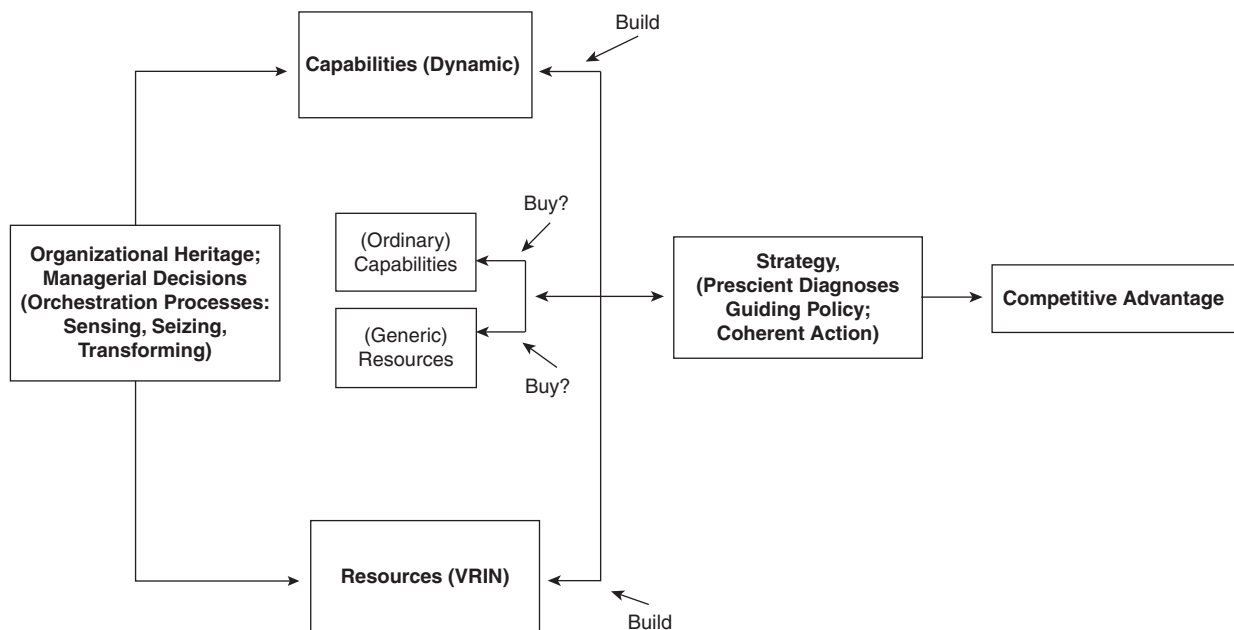 Build
Capabilities (Dynamic)
Buy?
(Ordinary)
Capabilities
Organizational Heritage;
Managerial Decisions
(Orchestration Processes:
Sensing, Seizing,
Transforming)
(Generic)
Resources
Buy?
Strategy,
(Prescient Diagnoses
Guiding Policy;
Coherent Action)
Competitive Advantage
Resources (VRIN)
Build